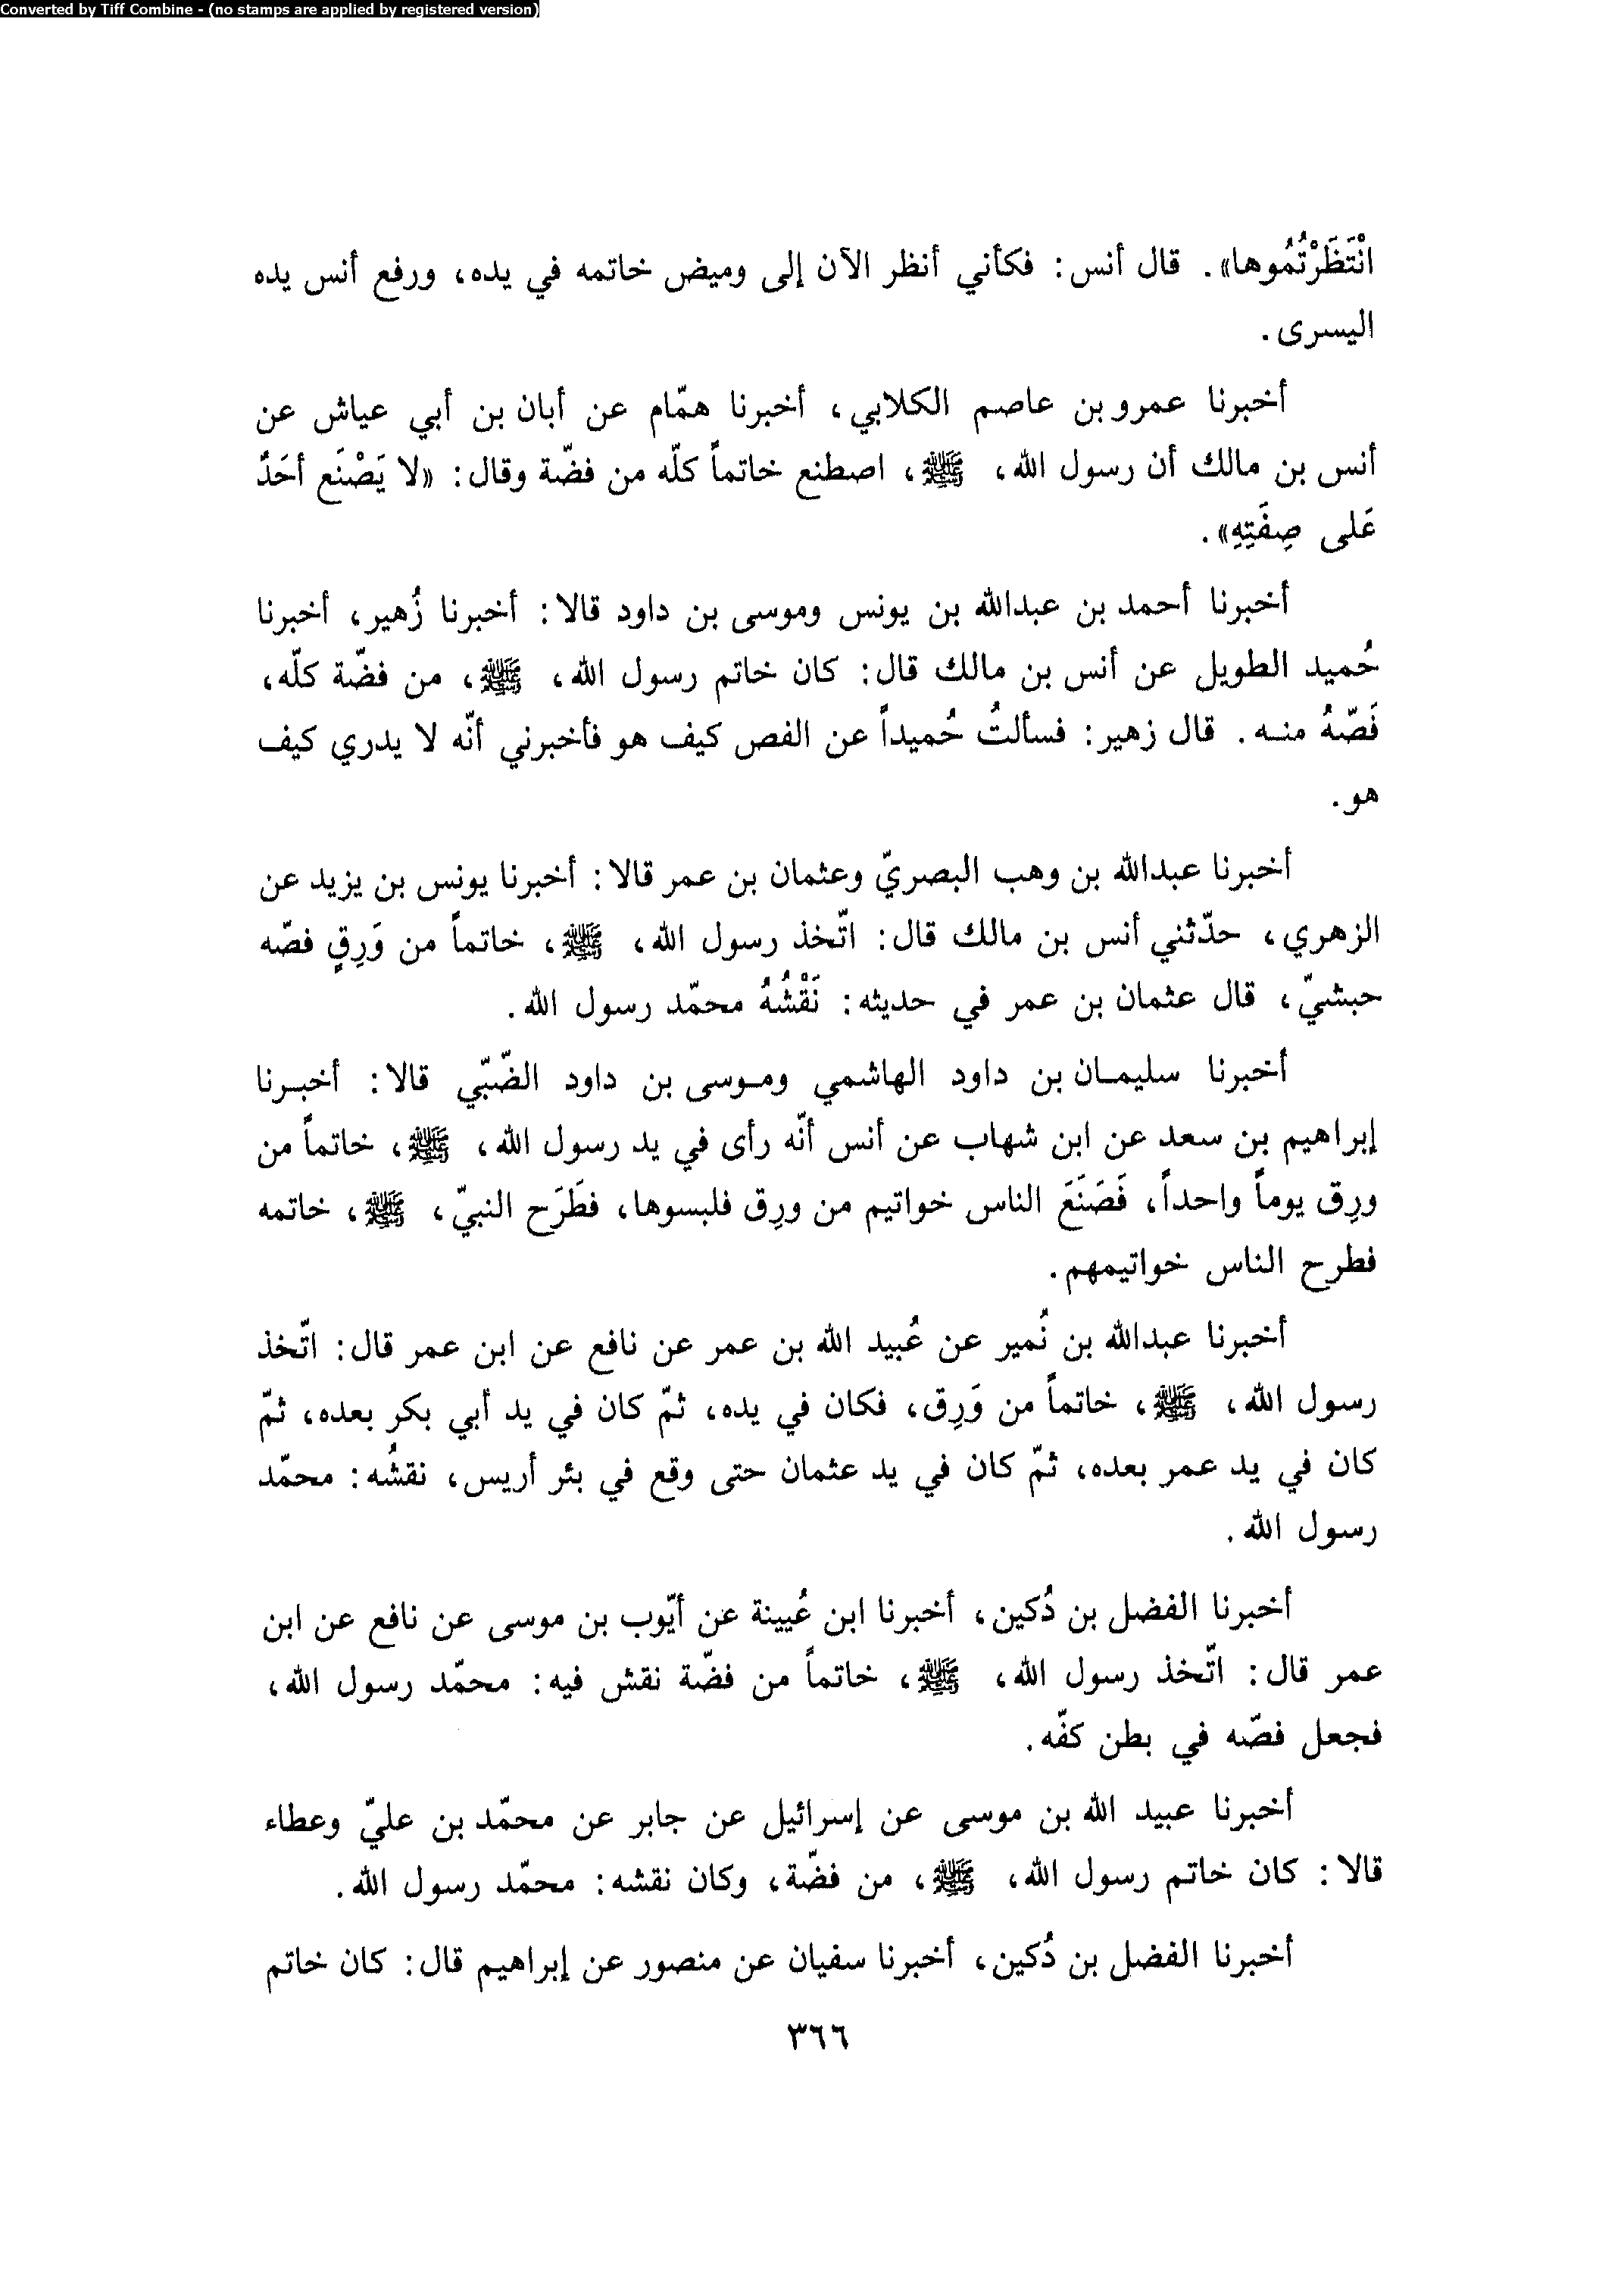 Converted by Tiff Combine - (no stamps are applied by registered version)
انْتَظَرْتُمُوها». قال أنس: فكأني أنظر الآن إلى وميض خاتمه في يده، ورفع أنس يده
اليسرى.
أخبرنا عمرو بن عاصم الكلابي، أخبرنا همّام عن أبان بن أبي عياش عن
أنس بن مالك أن رسول الله، ﷺ، اصطنع خاتماً كلّه من فضّة وقال: «لا يَصْنَع أحَدٌ
عَلى صِفَتِهِ».
أخبرنا أحمد بن عبدالله بن يونس وموسى بن داود قالا: أخبرنا زُهير، أخبرنا
حُميد الطويل عن أنس بن مالك قال: كان خاتم رسول الله، ﷺ، من فضّة كلّه،
فَصّهُ منه. قال زهير: فسألتُ حُميداً عن الفص كيف هو فأخبرني أنّه لا يدري كيف
هو.
أخبرنا عبدالله بن وهب البصريّ وعثمان بن عمر قالا: أخبرنا يونس بن يزيد عن
الزهري، حدّثني أنس بن مالك قال: اتّخذ رسول الله، ﷺ، خاتماً من وَرِقٍ فصّه
حبشيّ، قال عثمان بن عمر في حديثه: نَقْشُهُ محمّد رسول الله.
أخبرنا سليمان بن داود الهاشمي وموسى بن داود الضّبّي قالا: أخبرنا
إبراهيم بن سعد عن ابن شهاب عن أنس أنّه رأى في يد رسول الله، ﷺ، خاتماً من
ورِق يوماً واحداً، فَصَنَعَ الناس خواتيم من ورِق فلبسوها، فطَرَح النبيّ، ﷺ، خاتمه
فطرح الناس خواتيمهم.
أخبرنا عبدالله بن نُمير عن عُبيد الله بن عمر عن نافع عن ابن عمر قال: اتّخذ
رسول الله، ﷺ، خاتماً من وَرِق، فكان في يده، ثمّ كان في يد أبي بكر بعده، ثمّ
كان في يد عمر بعده، ثمّ كان في يد عثمان حتى وقع في بئر أريس، نقشُه: محمّد
رسول الله.
أخبرنا الفضل بن دُكين، أخبرنا ابن عُيينة عن أيّوب بن موسى عن نافع عن ابن
عمر قال: اتّخذ رسول الله، ﷺ، خاتماً من فضّة نقش فيه: محمّد رسول الله،
فجعل فصّه في بطن كفّه.
أخبرنا عبيد الله بن موسى عن إسرائيل عن جابر عن محمّد بن عليّ وعطاء
قالا: كان خاتم رسول الله، ﷺ، من فضّة، وكان نقشه: محمّد رسول الله.
أخبرنا الفضل بن دُكين، أخبرنا سفيان عن منصور عن إبراهيم قال: كان خاتم
٣٦٦